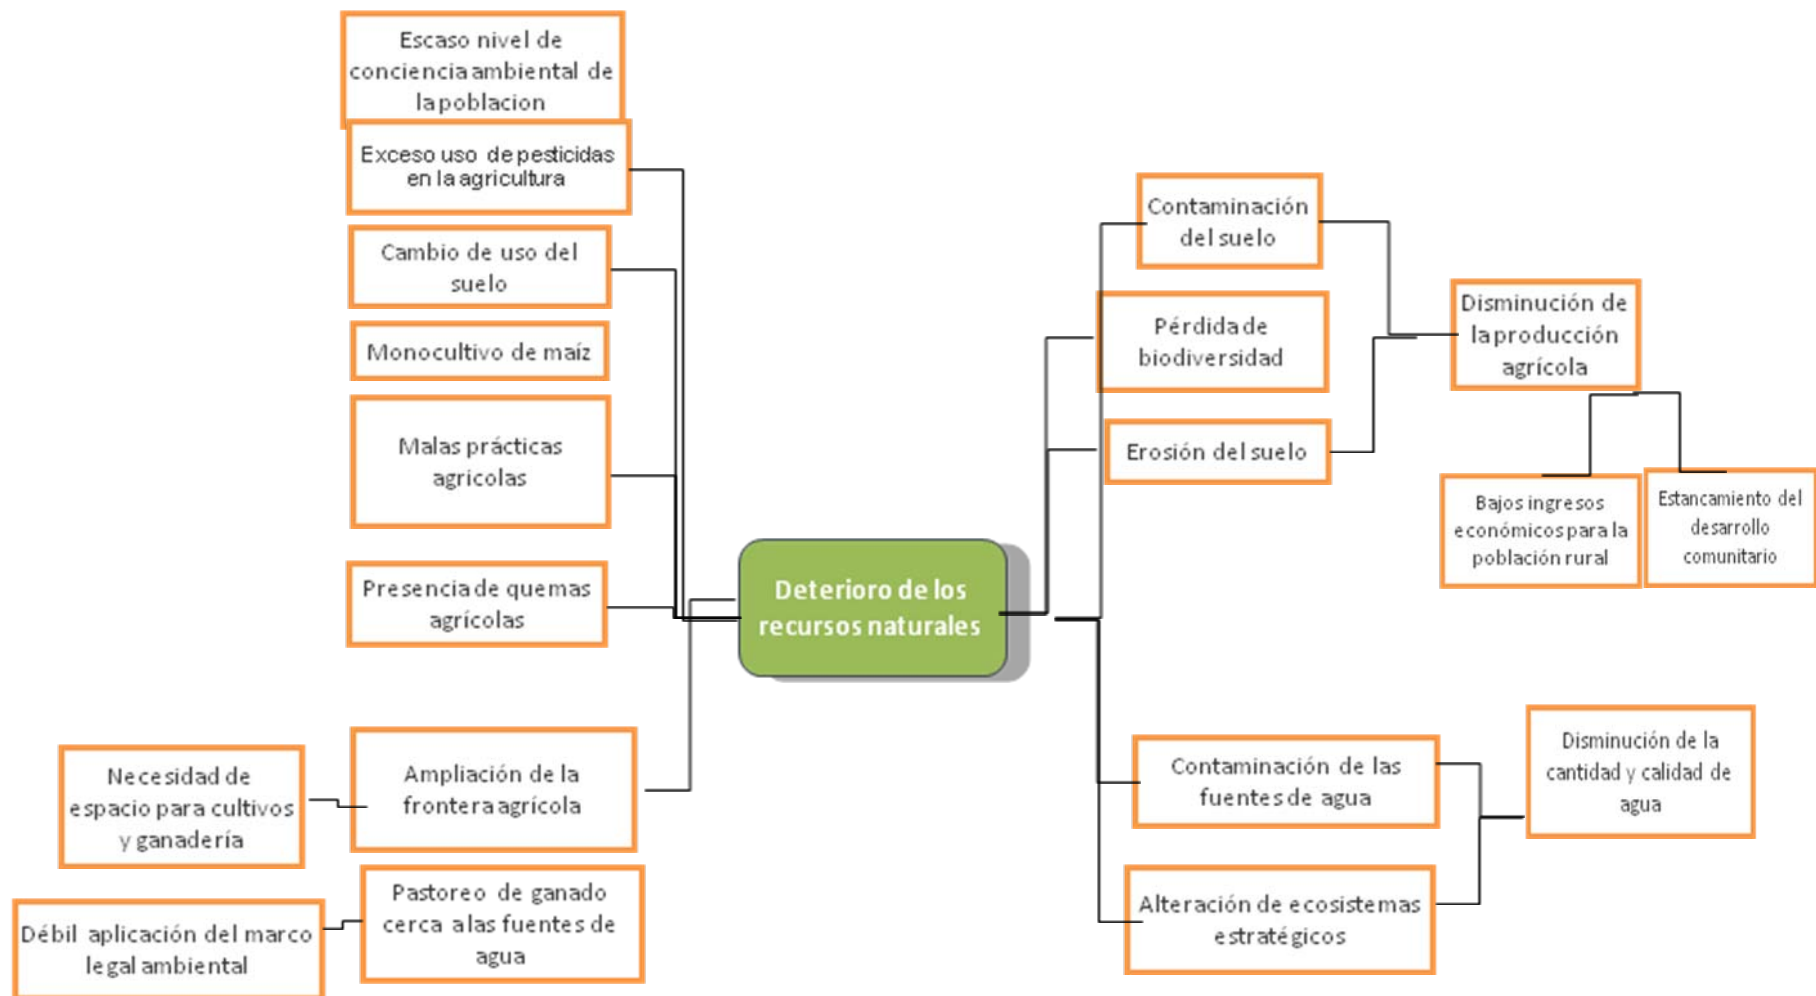 Escaso nivel de
conciencia ambiental de
la poblacion
Exceso uso de pesticidas
en la agricultura
Cambio de uso del
suelo
Monocultivo de maíz
Malas prácticas
agricolas
Presencia de quemas
agrícolas
Necesidad de
espacio para cultivos
y ganadería
Ampliación de la
frontera agrícola
Débil aplicación del marco
legal ambiental
Pastoreo de ganado
cerca a las fuentes de
agua
Deterioro de los
recursos naturales
Contaminación
del suelo
Pérdida de
biodiversidad
Erosión del suelo
Disminución de
la producción
agrícola
Bajos ingresos
económicos para la
población rural
Estancamiento del
desarrollo
comunitario
Contaminación de las
fuentes de agua
Alteración de ecosistemas
estratégicos
Disminución de la
cantidad y calidad de
agua